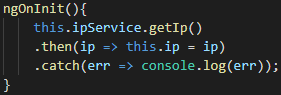 ngOnInit(){
    this.ipService.getIp()
    .then(ip => this.ip = ip)
    .catch(err => console.log(err));
}